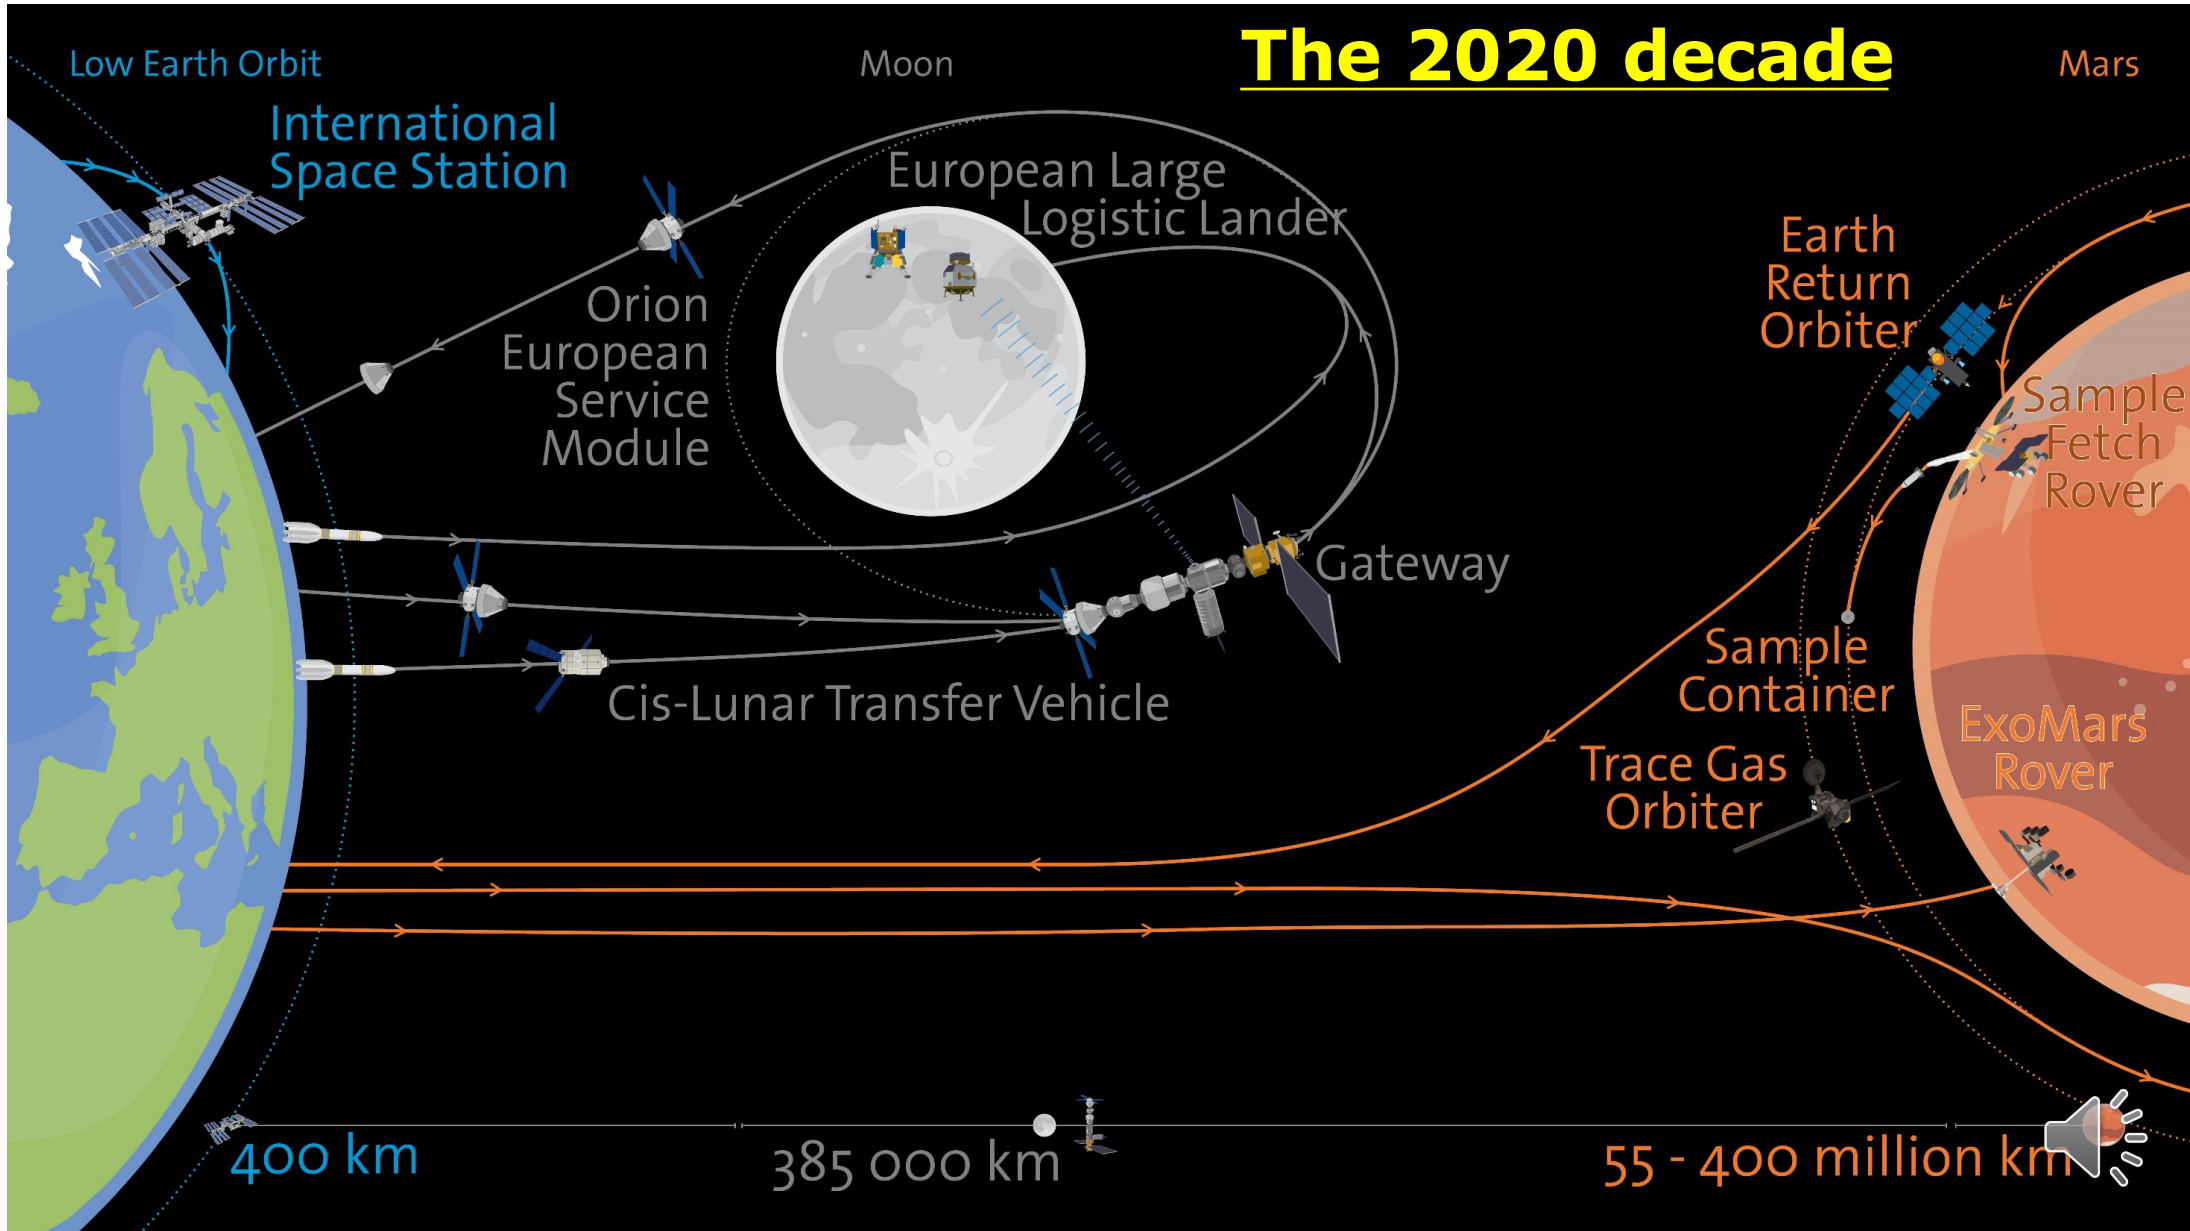 Low Earth Orbit
Moon
The 2020 decade
Mars
International
Space Station
European Large
Logistic Lander
Orion
European
Service
Module
Gateway
Cis-Lunar Transfer Vehicle
Earth
Return
Orbiter
Sample
Fetch
Rover
Sample
Container
ExoMars
Rover
Trace Gas
Orbiter
400 km
385 000 km
55 - 400 million km